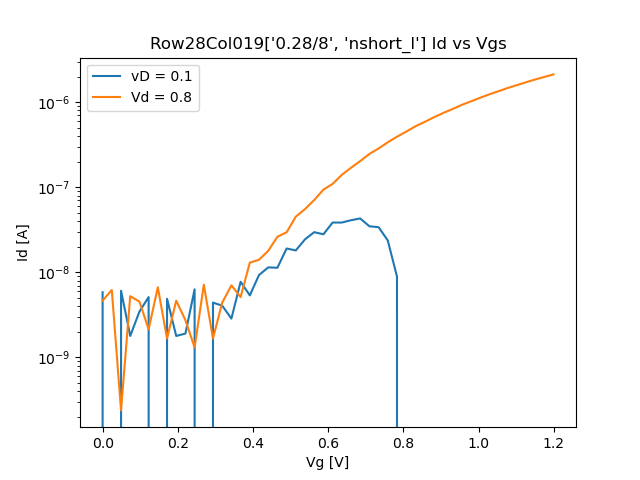 Row28Col019['0.28/8', 'nshort_l'] Id vs Vgs
vD = 0.1
Vd = 0.8
Id [A]
10⁻⁶
10⁻⁷
10⁻⁸
10⁻⁹
0.0 0.2 0.4 0.6 0.8 1.0 1.2
Vg [V]